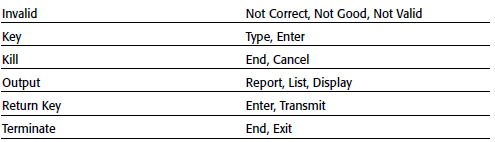 Invalid Not Correct, Not Good, Not Valid
Key Type, Enter
Kill End, Cancel
Output Report, List, Display
Return Key Enter, Transmit
Terminate End, Exit